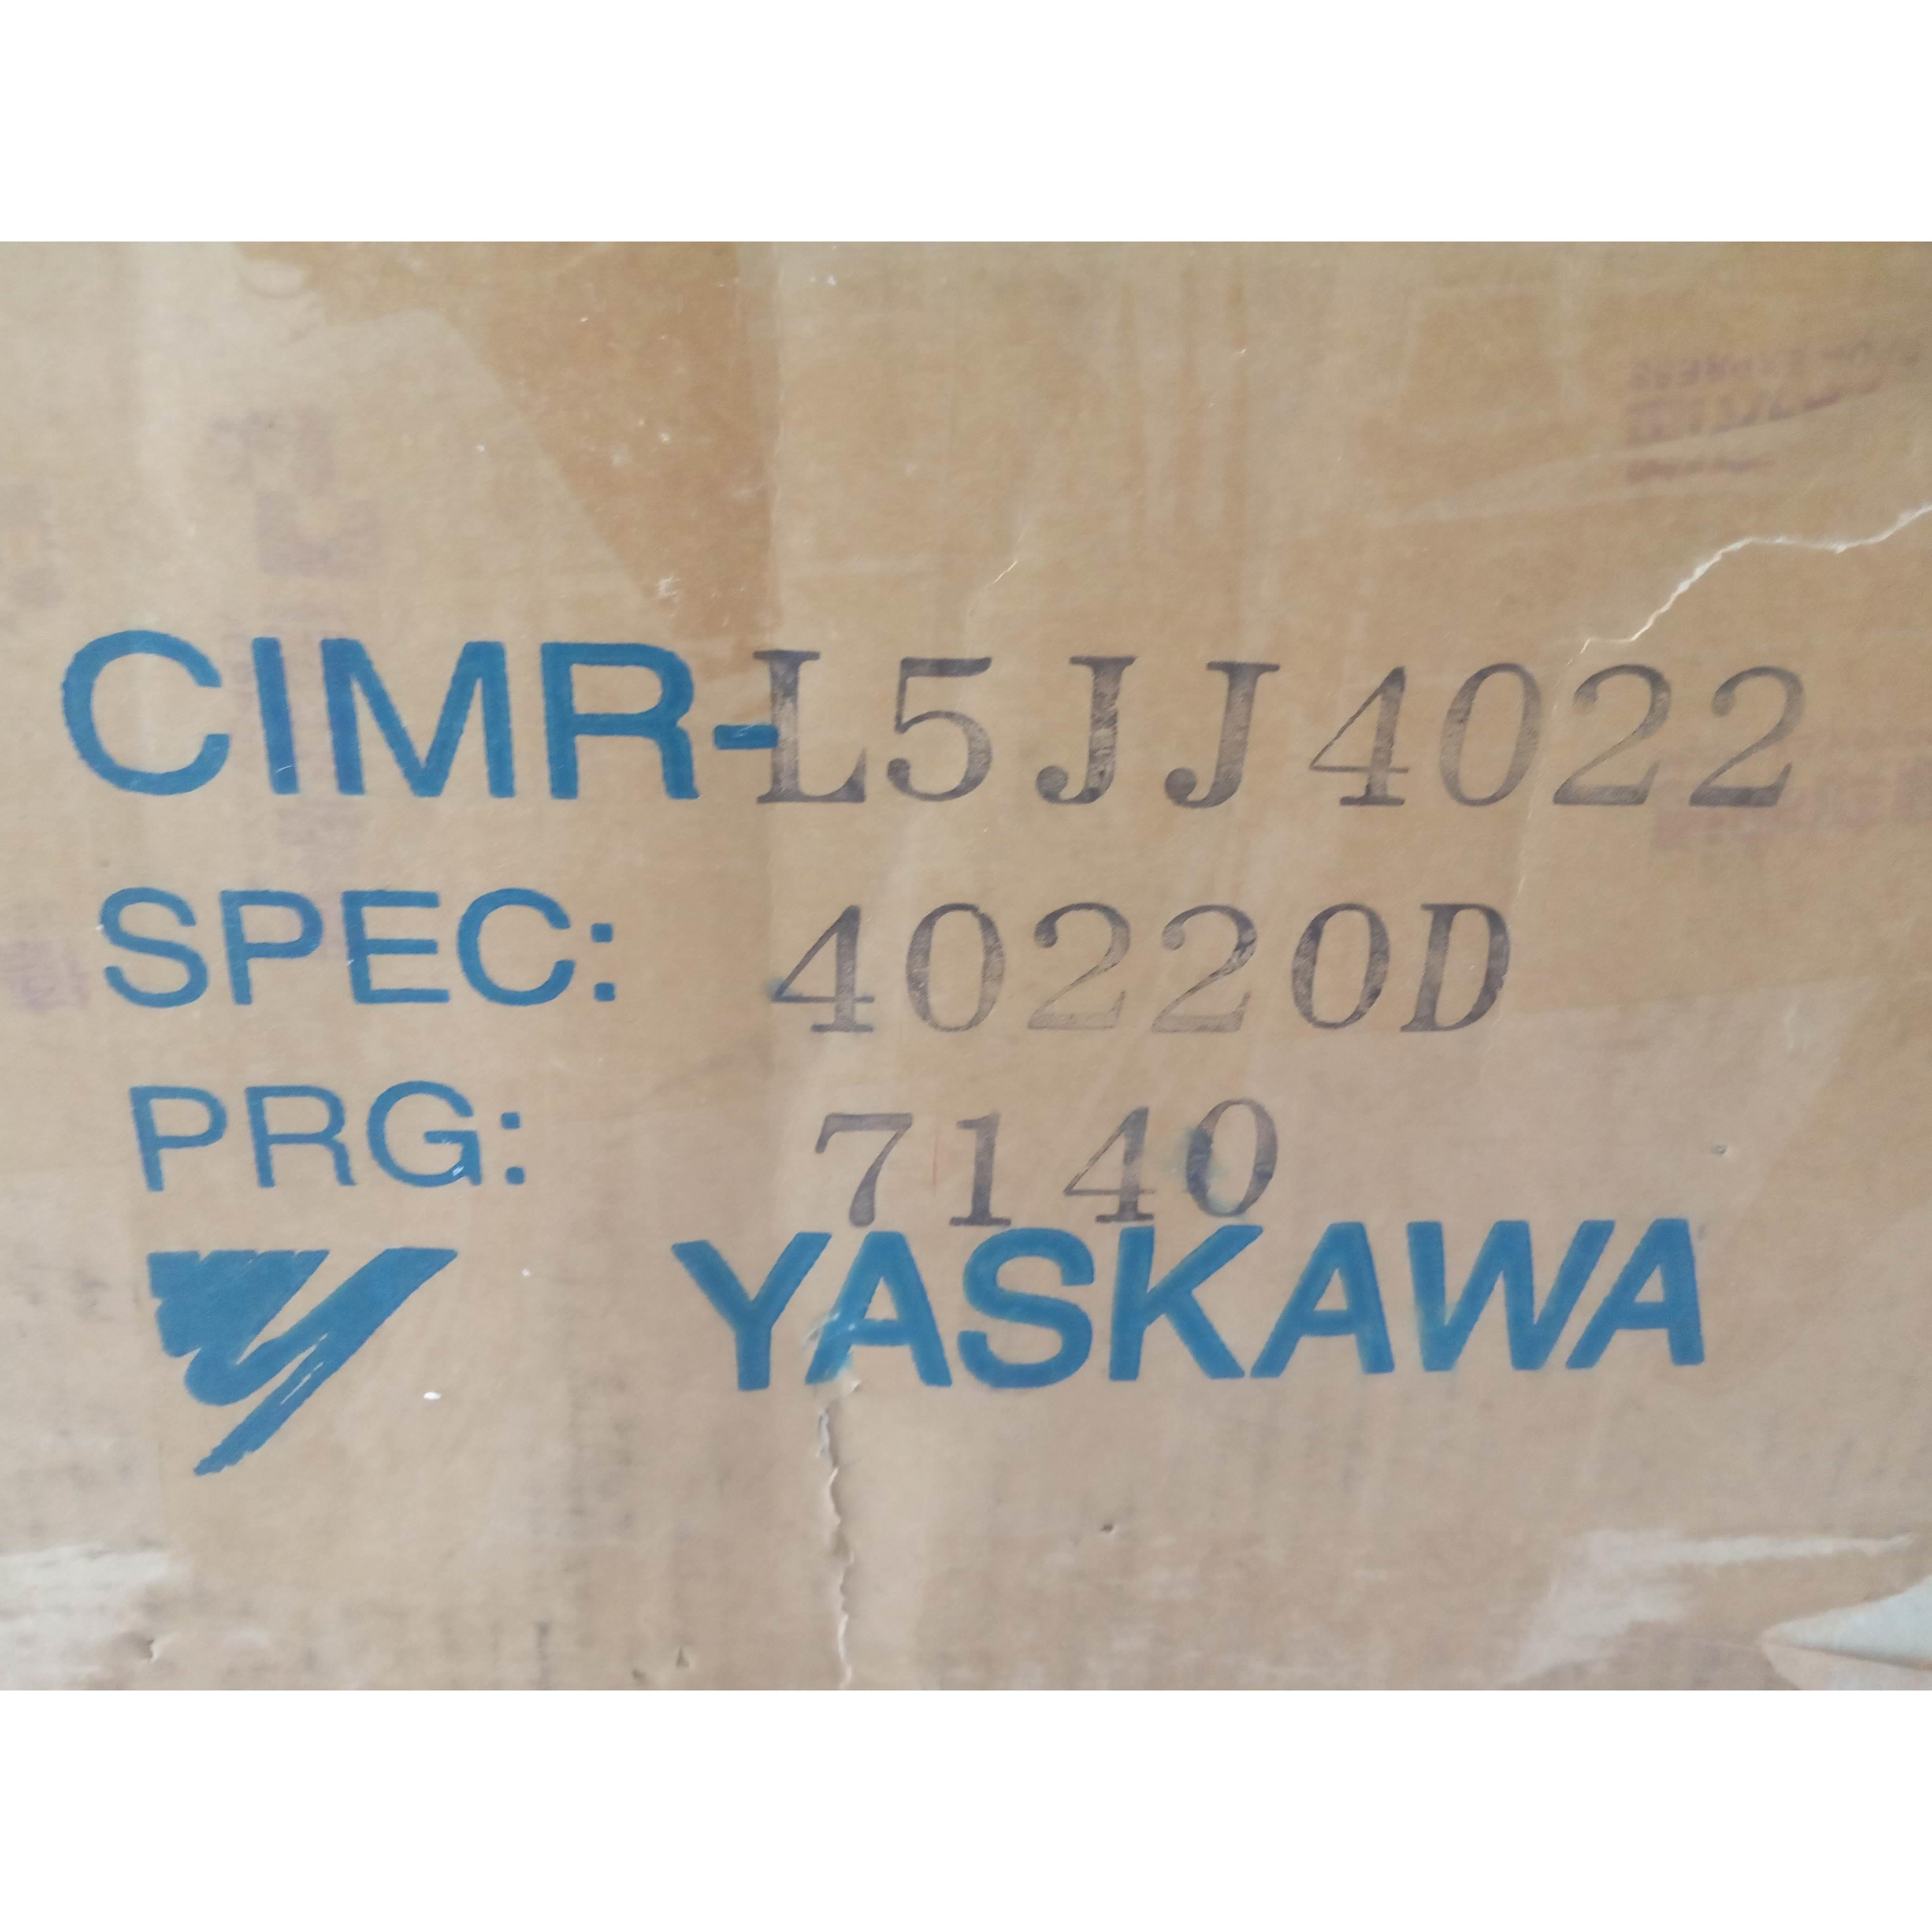 CIMR-L5JJ4022
SPEC: 40220D
PRG: 7140
YASKAWA